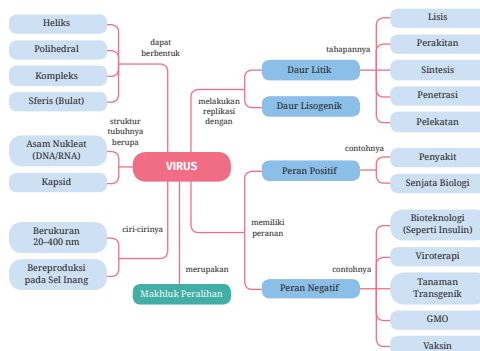 Heliks
Polihedral
Kompleks
Sferis (Bulat)
dapat
berbentuk
Asam Nukleat
(DNA/RNA)
Kapsid
struktur
tubuhnya
berupa
Berukuran
20–400 nm
Bereproduksi
pada Sel Inang
ciri-cirinya
VIRUS
merupakan
Makhluk Peralihan
melakukan
replikasi
dengan
Daur Litik
Daur Lisogenik
tahapannya
Lisis
Perakitan
Sintesis
Penetrasi
Pelekatan
memiliki
peranan
Peran Positif
contohnya
Penyakit
Senjata Biologi
Peran Negatif
contohnya
Bioteknologi
(Seperti Insulin)
Viroterapi
Tanaman
Transgenik
GMO
Vaksin